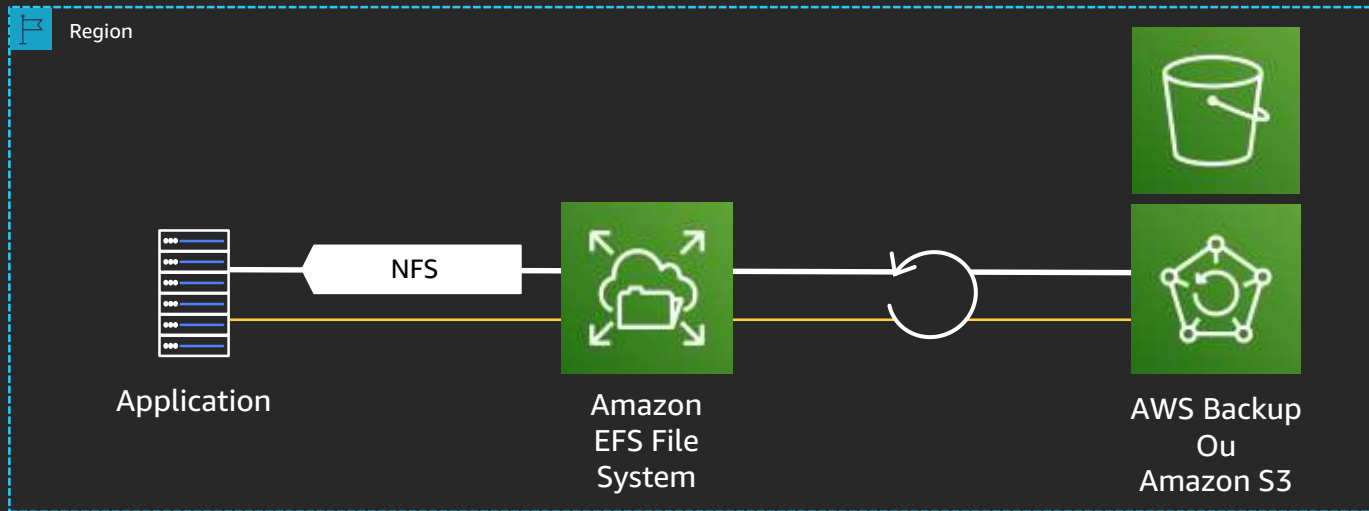 Region
NFS
Application
Amazon
EFS File
System
AWS Backup
Ou
Amazon S3